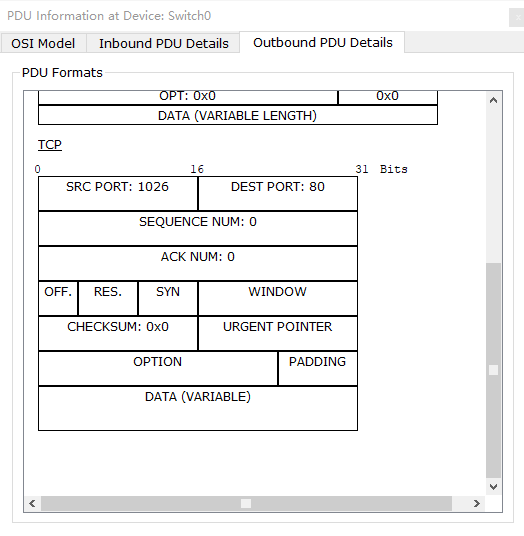 PDU Information at Device: Switch0
OSI Model Inbound PDU Details Outbound PDU Details
PDU Formats
OPT: 0x0 0x0
DATA (VARIABLE LENGTH)
TCP
0 16 31 Bits
SRC PORT: 1026 DEST PORT: 80
SEQUENCE NUM: 0
ACK NUM: 0
OFF. RES. SYN WINDOW
CHECKSUM: 0x0 URGENT POINTER
OPTION PADDING
DATA (VARIABLE)